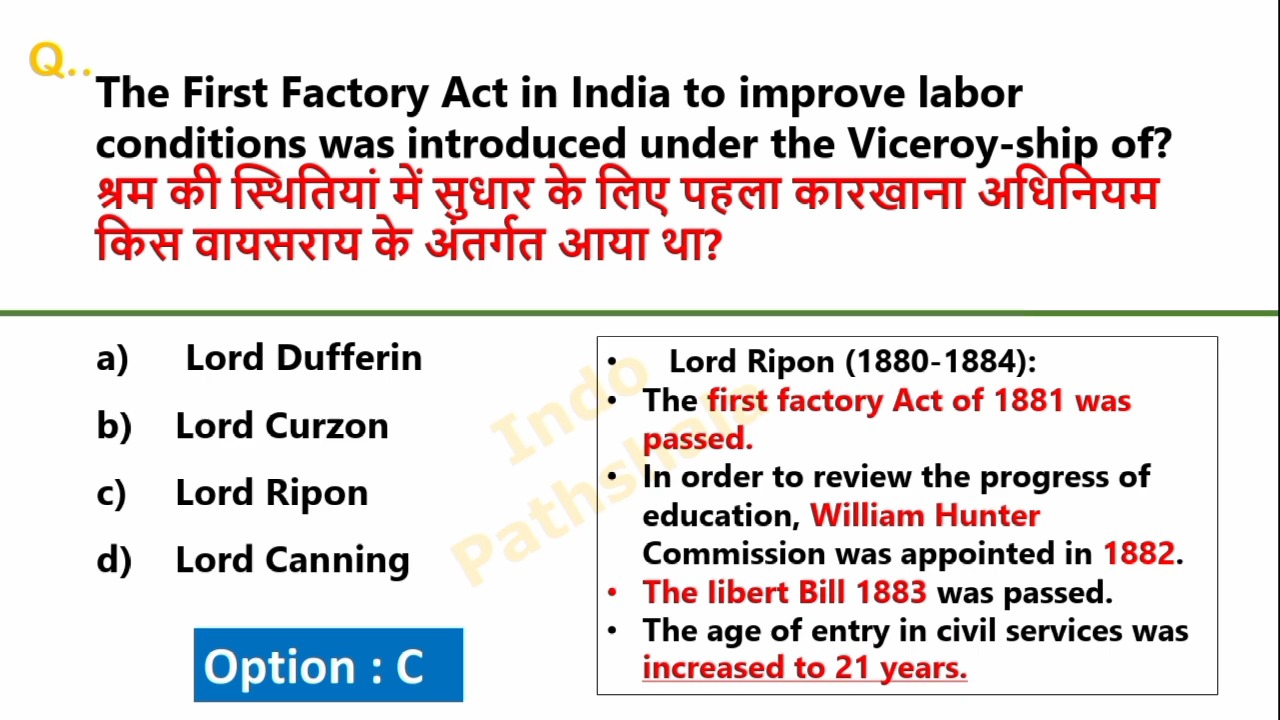 Q..
The First Factory Act in India to improve labor
conditions was introduced under the Viceroy-ship of?
श्रम की स्थितियां में सुधार के लिए पहला कारखाना अधिनियम
किस वायसराय के अंतर्गत आया था?
a) Lord Dufferin
b) Lord Curzon
c) Lord Ripon
d) Lord Canning
Option : C
• Lord Ripon (1880-1884):
• The first factory Act of 1881 was
passed.
• In order to review the progress of
education, William Hunter
Commission was appointed in 1882.
• The libert Bill 1883 was passed.
• The age of entry in civil services was
increased to 21 years.
Indo
Pathshala